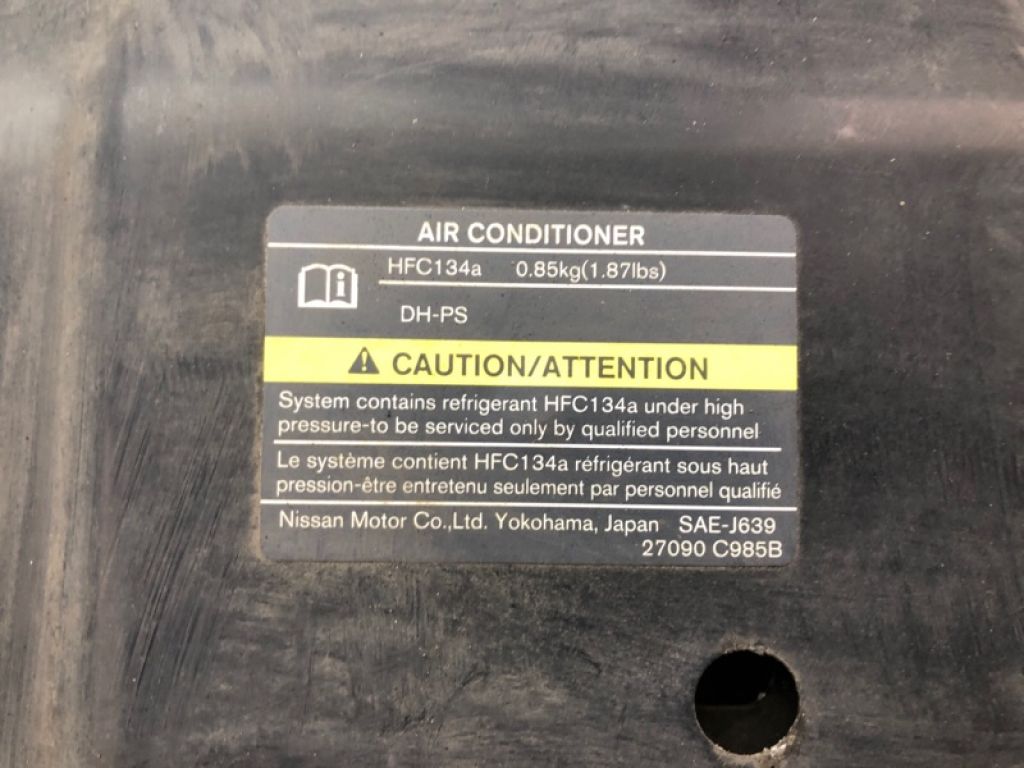 AIR CONDITIONER
HFC134a 0.85kg(1.87lbs)
DH-PS
CAUTION/ATTENTION
System contains refrigerant HFC134a under high
pressure-to be serviced only by qualified personnel
Le système contient HFC134a réfrigérant sous haut
pression-être entretenu seulement par personnel qualifié
Nissan Motor Co.,Ltd. Yokohama, Japan SAE-J639
27090 C985B